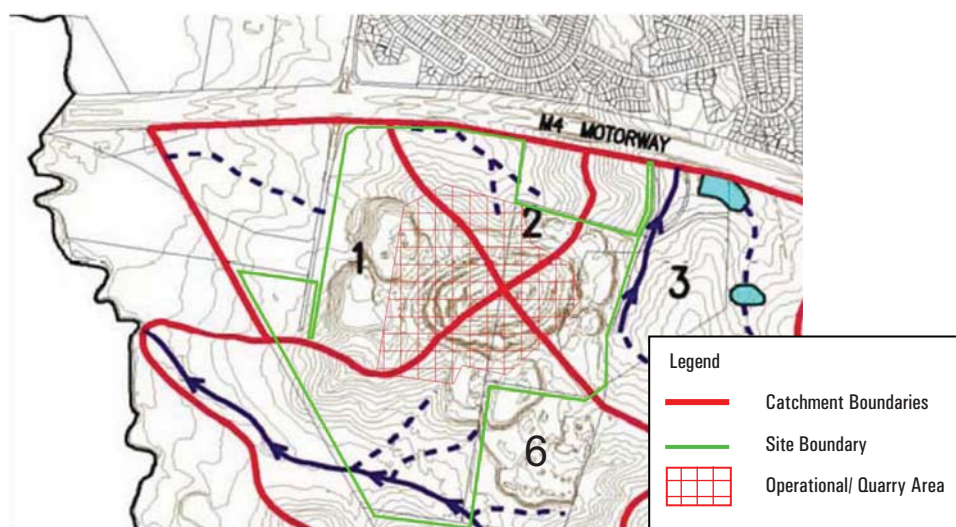 M4 MOTORWAY
1
2
3
6
Legend
Catchment Boundaries
Site Boundary
Operational/ Quarry Area